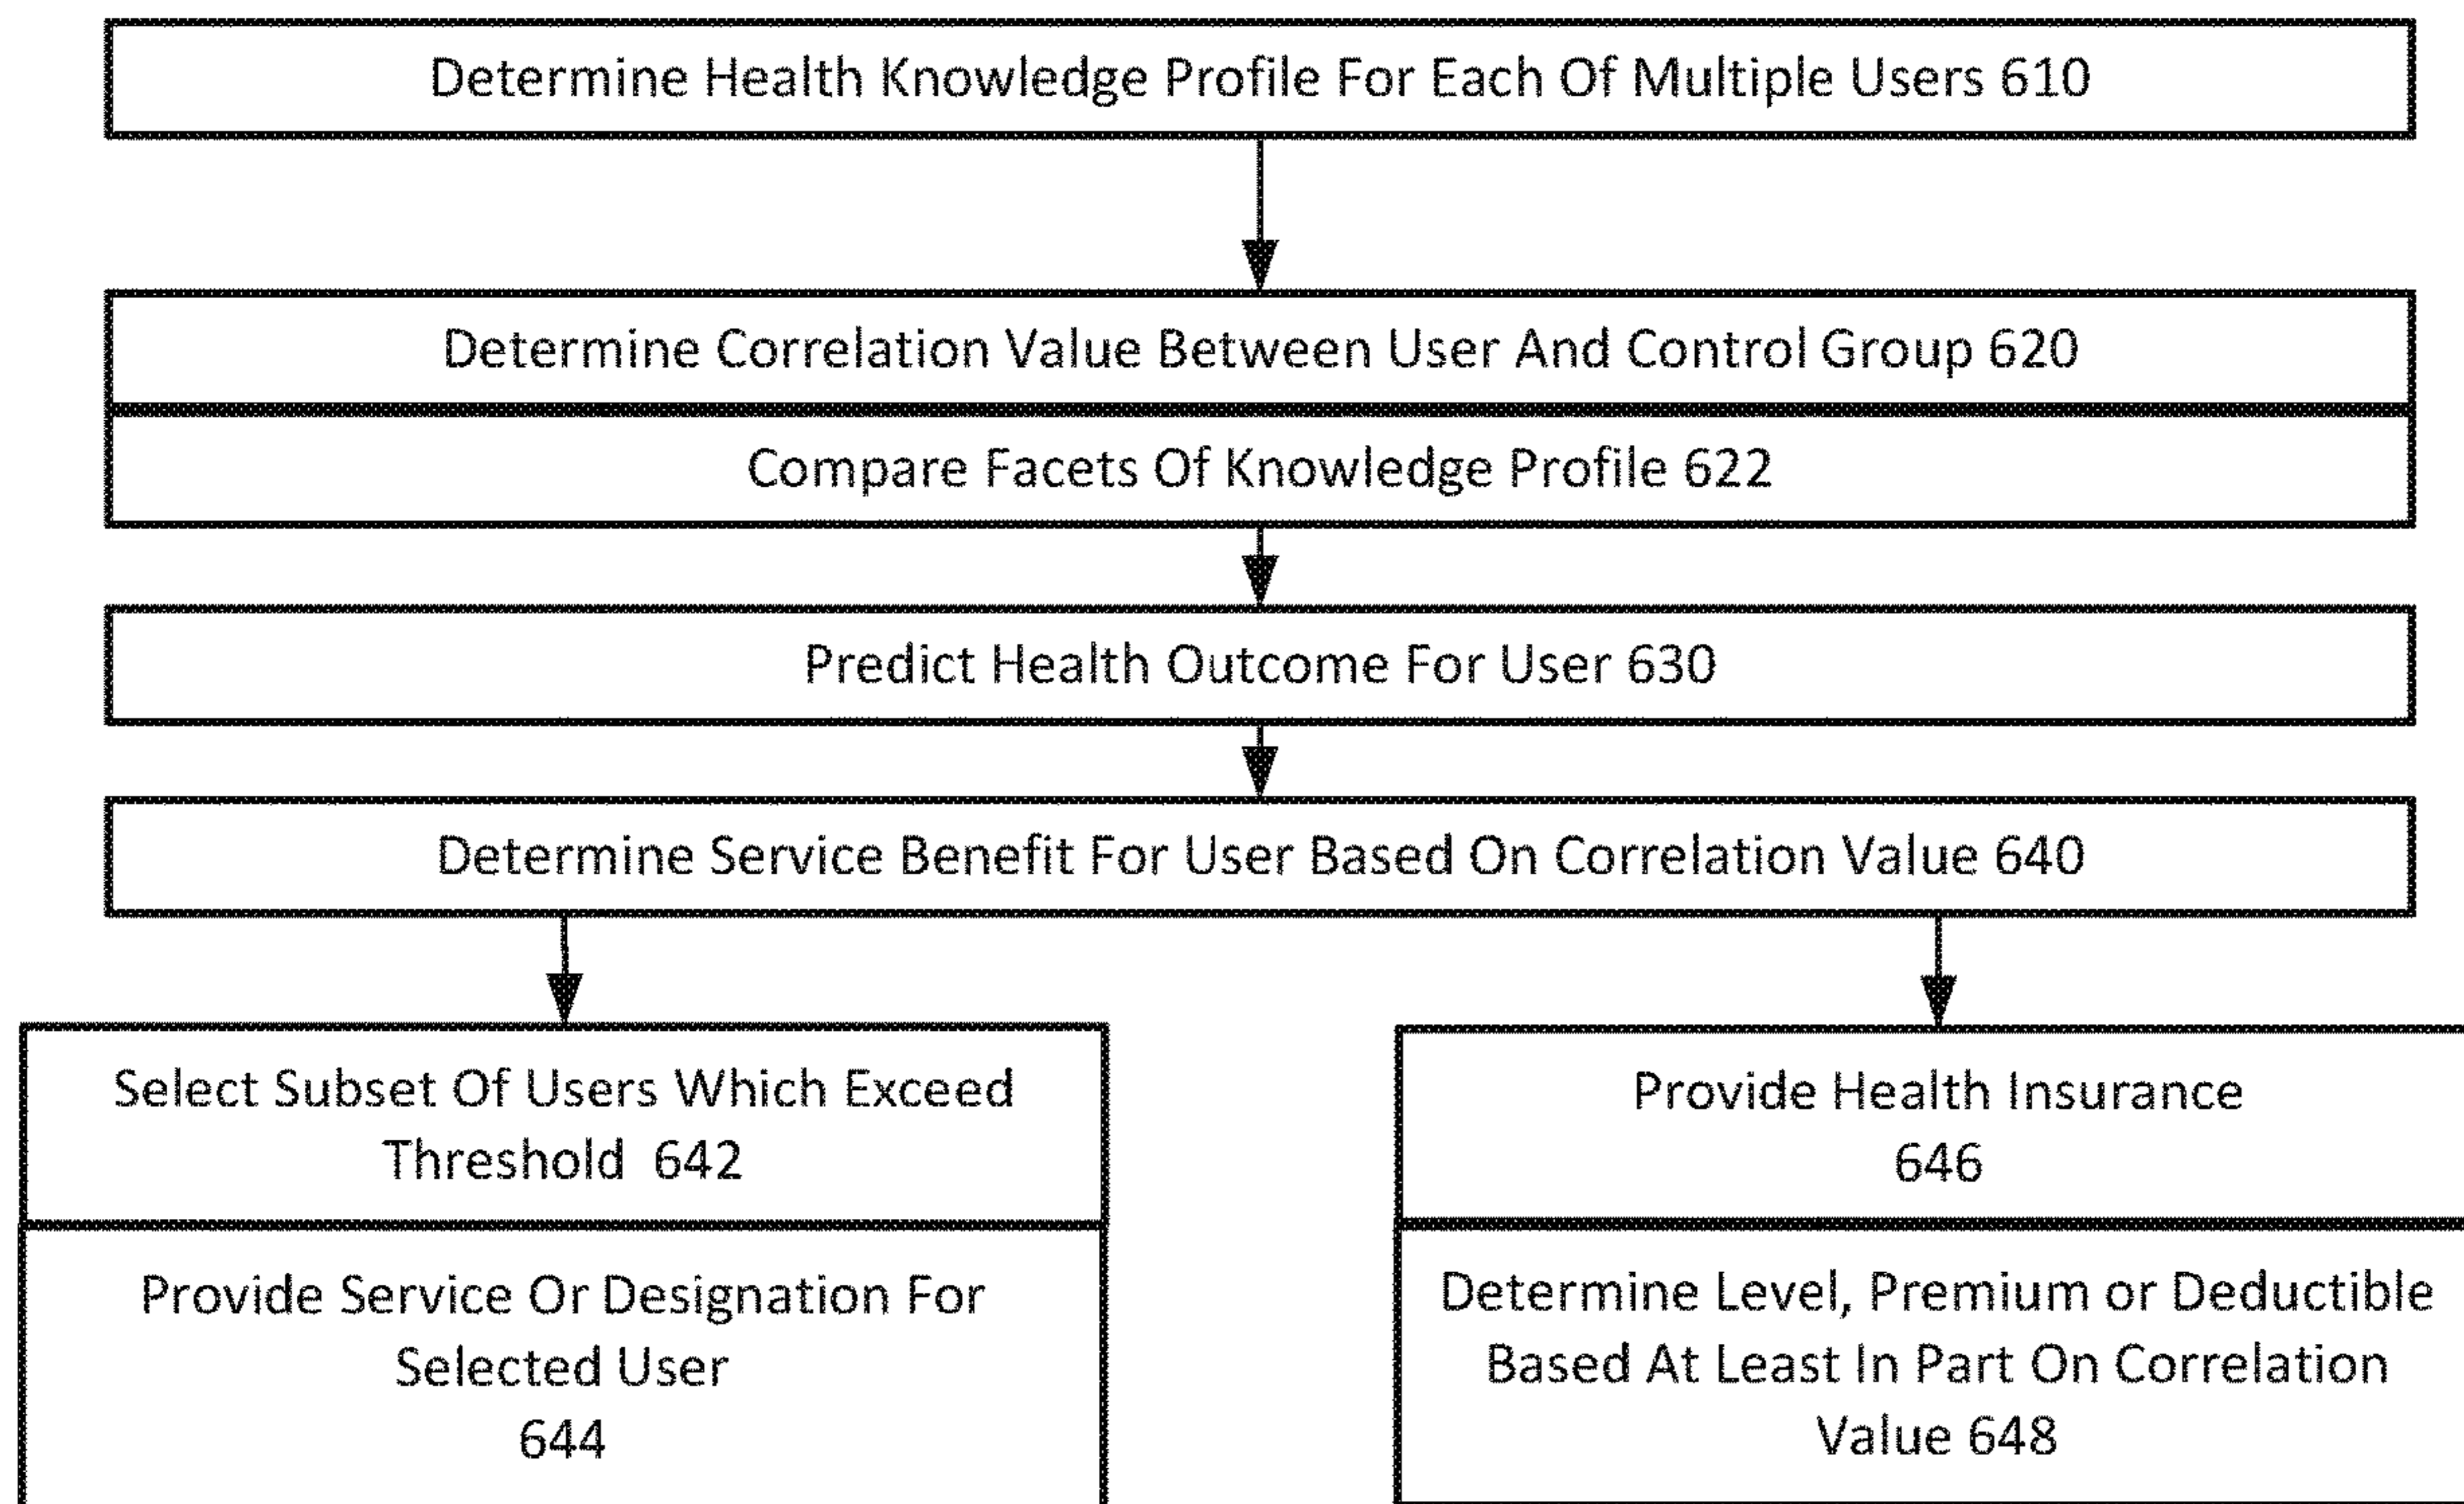 Determine Health Knowledge Profile For Each Of Multiple Users 610
Determine Correlation Value Between User And Control Group 620
Compare Facets Of Knowledge Profile 622
Predict Health Outcome For User 630
Determine Service Benefit For User Based On Correlation Value 640
Select Subset Of Users Which Exceed
Threshold 642
Provide Service Or Designation For
Selected User
644
Provide Health Insurance
646
Determine Level, Premium or Deductible
Based At Least In Part On Correlation
Value 648